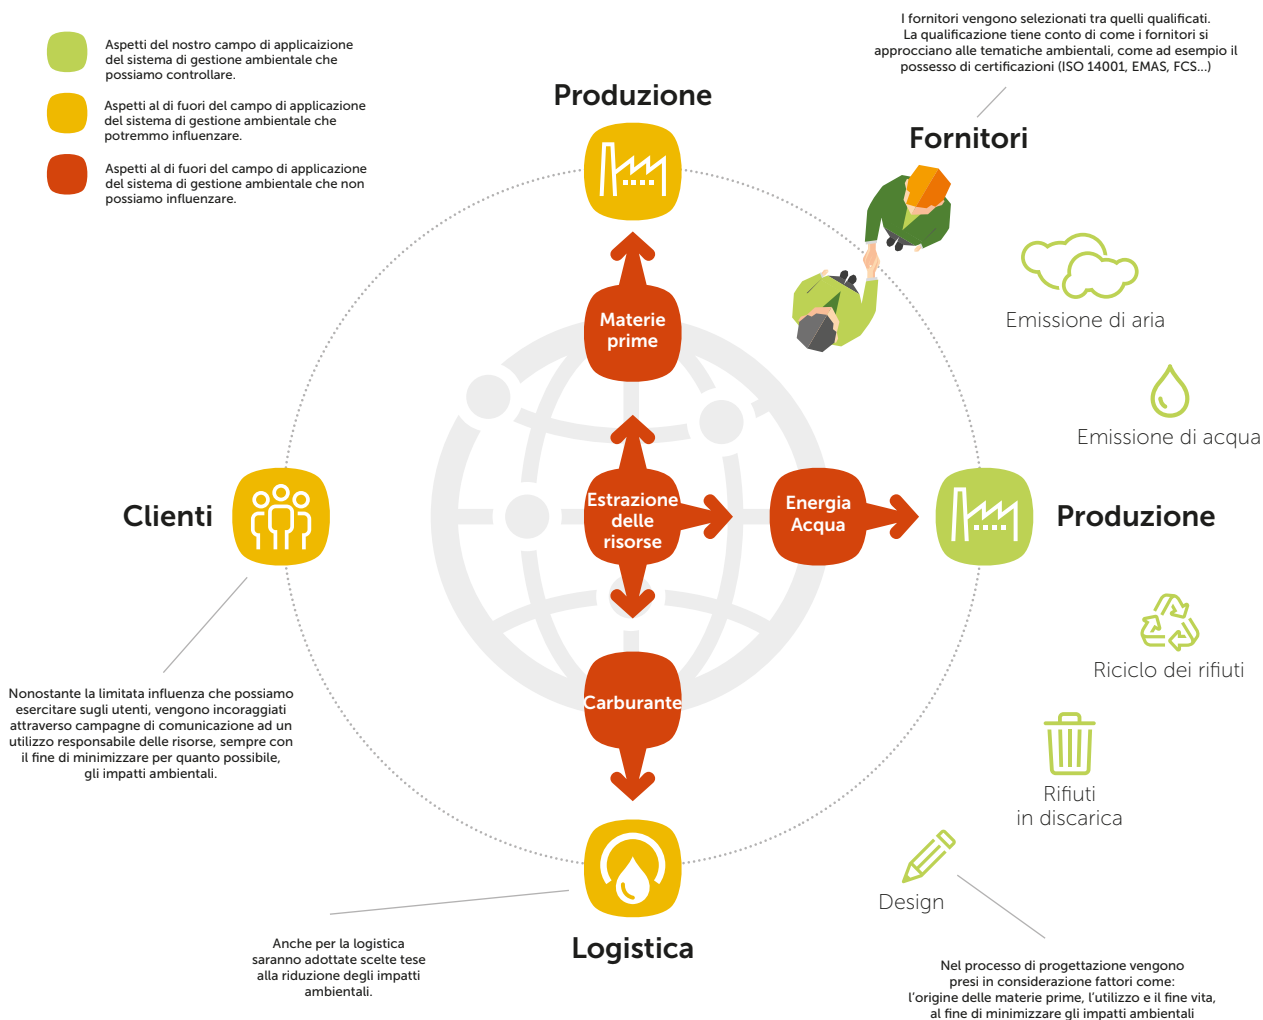 Aspetti del nostro campo di applicaizione
del sistema di gestione ambientale che
possiamo controllare.
Aspetti al di fuori del campo di applicazione
del sistema di gestione ambientale che
potremmo influenzare.
Aspetti al di fuori del campo di applicazione
del sistema di gestione ambientale che non
possiamo influenzare.
I fornitori vengono selezionati tra quelli qualificati.
La qualificazione tiene conto di come i fornitori si
approcciano alle tematiche ambientali, come ad esempio il
possesso di certificazioni (ISO 14001, EMAS, FCS...)
Produzione
Fornitori
Emissione di aria
Materie
prime
Emissione di acqua
Clienti
Estrazione
delle
risorse
Energia
Acqua
Produzione
Riciclo dei rifiuti
Nonostante la limitata influenza che possiamo
esercitare sugli utenti, vengono incoraggiati
attraverso campagne di comunicazione ad un
utilizzo responsabile delle risorse, sempre con
il fine di minimizzare per quanto possibile,
gli impatti ambientali.
Carburante
Rifiuti
in discarica
Design
Logistica
Anche per la logistica
saranno adottate scelte tese
alla riduzione degli impatti
ambientali.
Nel processo di progettazione vengono
presi in considerazione fattori come:
l'origine delle materie prime, l'utilizzo e il fine vita,
al fine di minimizzare gli impatti ambientali